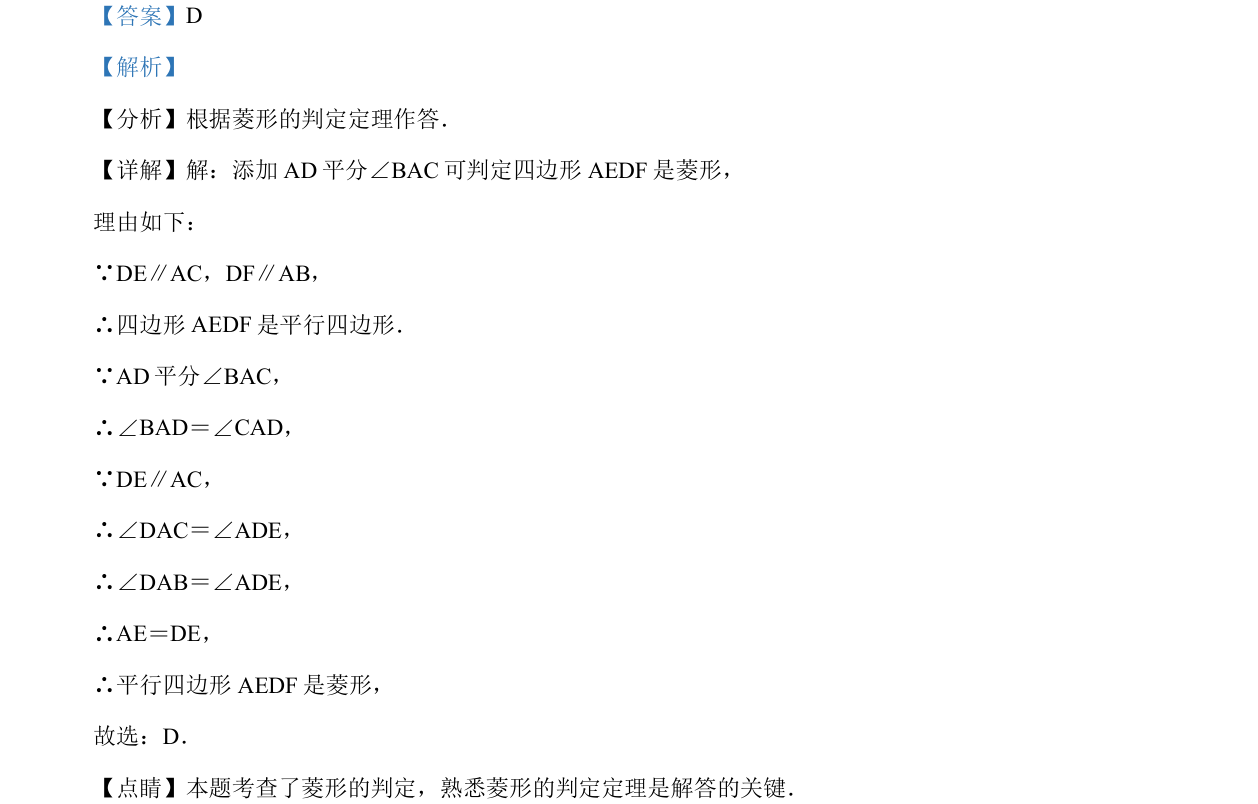 【答案】D
【解析】
【分析】根据菱形的判定定理作答．
【详解】解：添加 AD 平分∠BAC 可判定四边形 AEDF 是菱形，
理由如下：
∵DE∥AC，DF∥AB，
∴四边形 AEDF 是平行四边形．
∵AD 平分∠BAC，
∴∠BAD＝∠CAD，
∵DE∥AC，
∴∠DAC＝∠ADE，
∴∠DAB＝∠ADE，
∴AE＝DE，
∴平行四边形 AEDF 是菱形，
故选：D．
【点睛】本题考查了菱形的判定，熟悉菱形的判定定理是解答的关键．